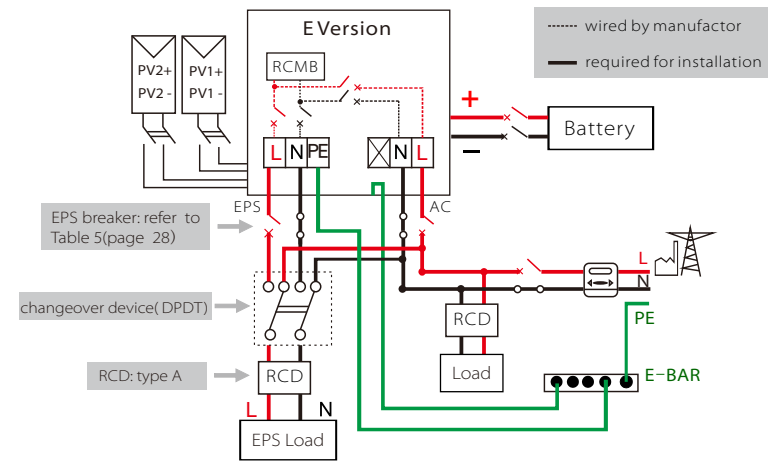 E Version
wired by manufactor
required for installation
RCMB
PV2+
PV2 -
PV1+
PV1 -
+
−
Battery
L N PE
N L
EPS
AC
EPS breaker: refer to
Table 5(page 28)
L
N
PE
changeover device( DPDT)
RCD
Load
E-BAR
RCD: type A
RCD
L N
EPS Load